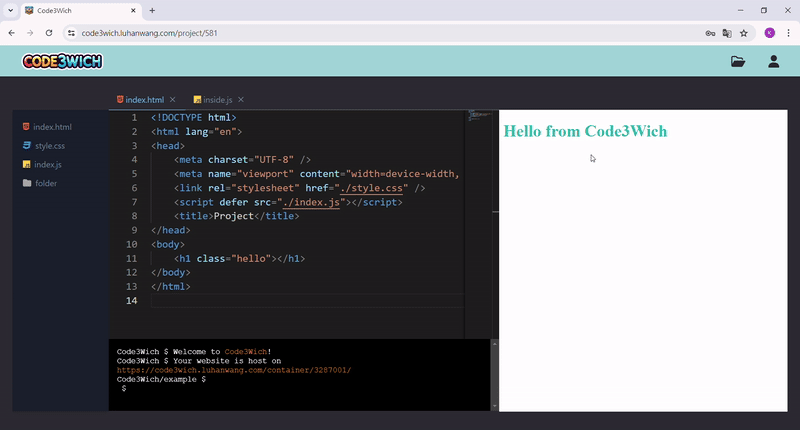 Code3Wich
code3wich.luhanwang.com/project/581
K
CODE3WICH
index.html
inside.js
index.html
style.css
index.js
folder
1 <!DOCTYPE html>
2 <html lang="en">
3 <head>
4 <meta charset="UTF-8" />
5 <meta name="viewport" content="width=device-width,
6 <link rel="stylesheet" href="./style.css" />
7 <script defer src="./index.js"></script>
8 <title>Project</title>
9 </head>
10 <body>
11 <h1 class="hello"></h1>
12 </body>
13 </html>
14
Code3Wich $ Welcome to Code3Wich!
Code3Wich $ Your website is host on
https://code3wich.luhanwang.com/container/3287001/
Code3Wich/example $
$
Hello from Code3Wich